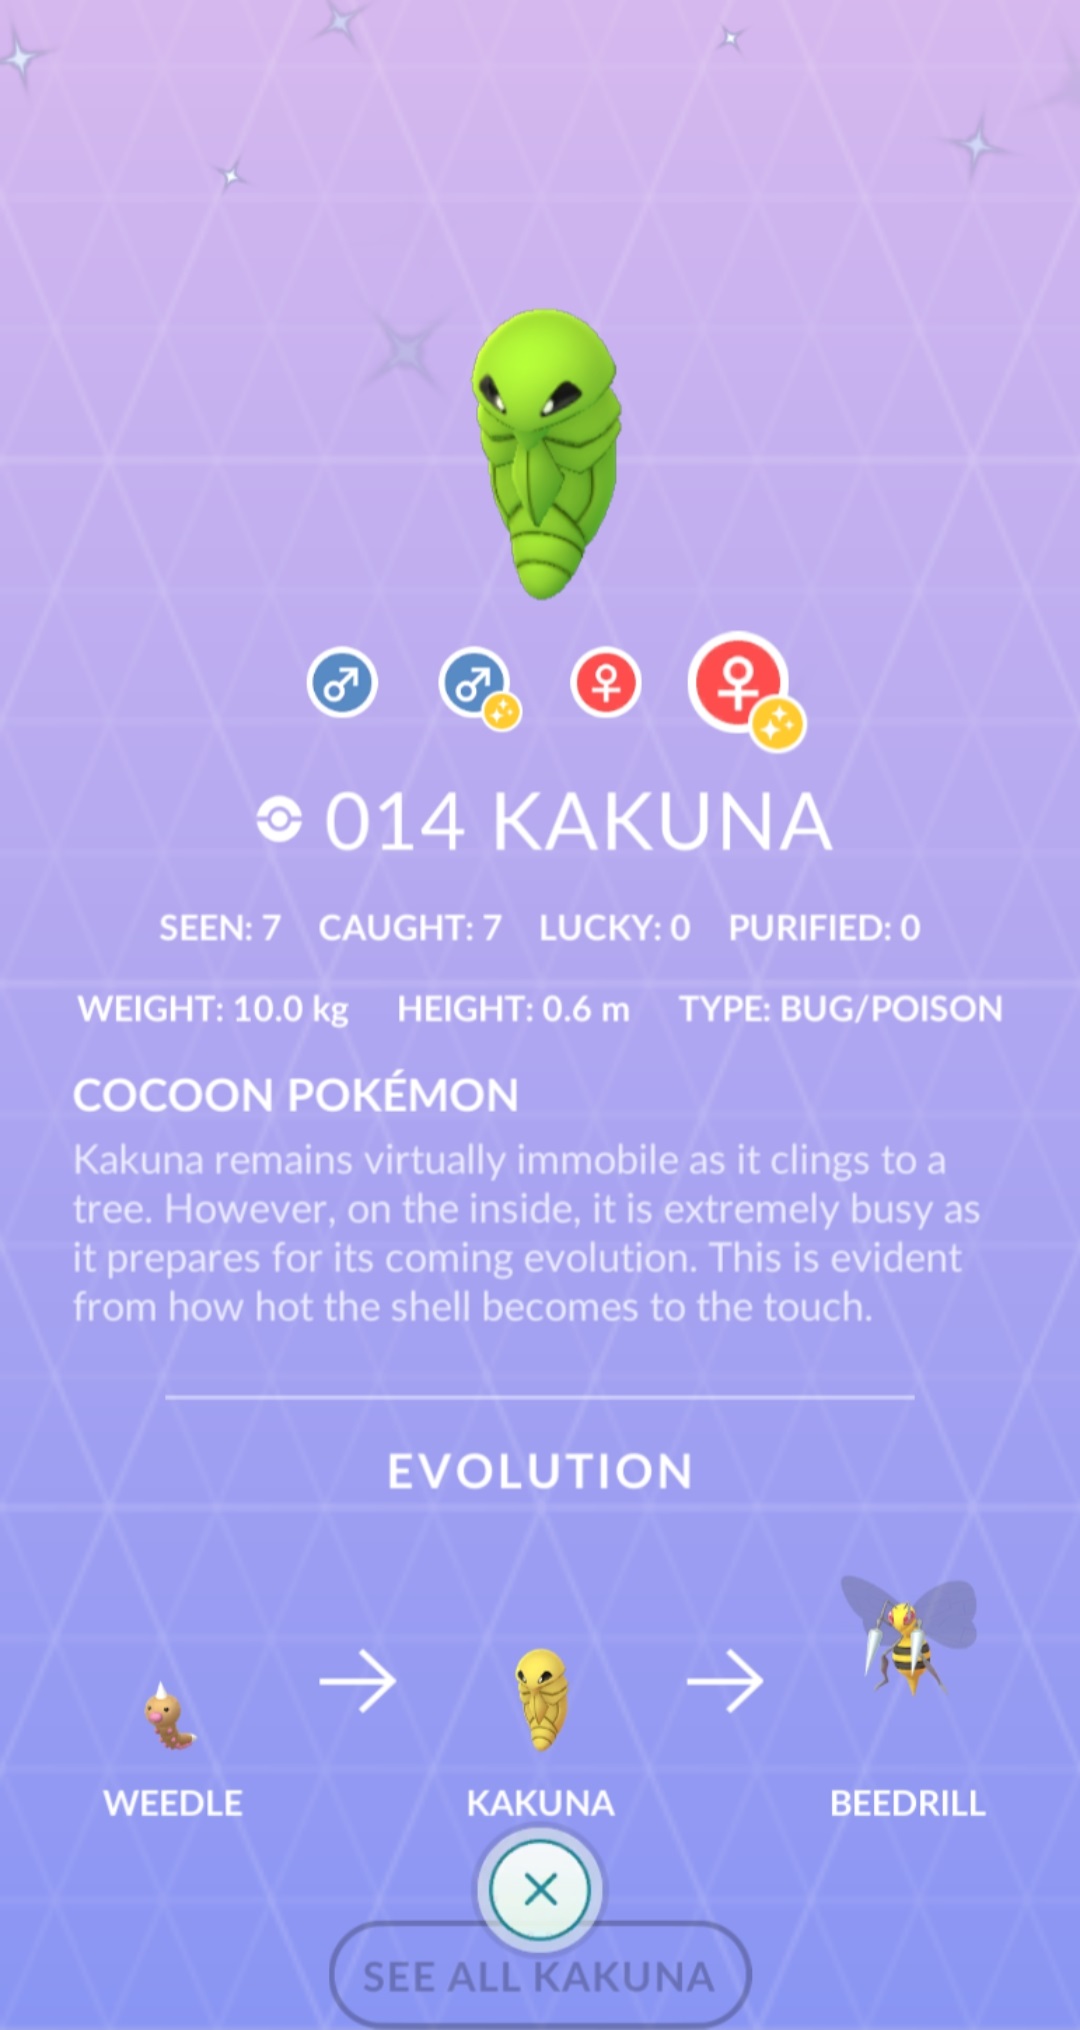 014 KAKUNA
SEEN: 7 CAUGHT: 7 LUCKY: 0 PURIFIED: 0
WEIGHT: 10.0 kg HEIGHT: 0.6 m TYPE: BUG/POISON
COCOON POKÉMON
Kakuna remains virtually immobile as it clings to a
tree. However, on the inside, it is extremely busy as
it prepares for its coming evolution. This is evident
from how hot the shell becomes to the touch.
EVOLUTION
WEEDLE KAKUNA BEEDRILL
SEE ALL KAKUNA